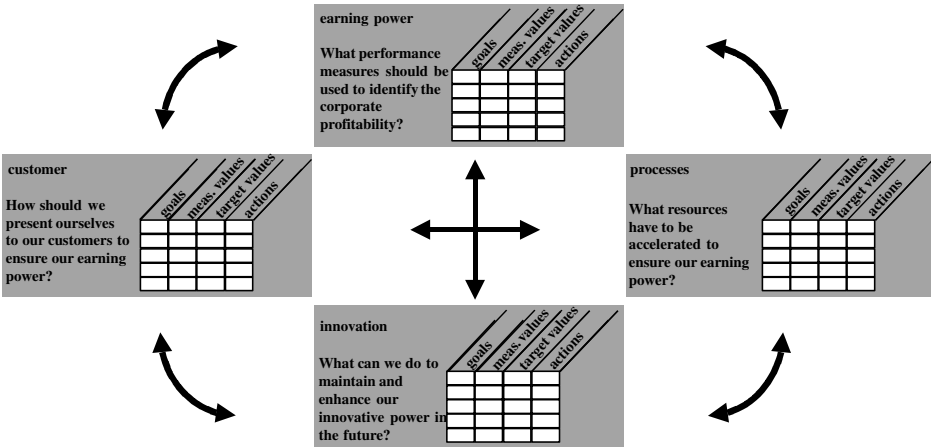 earning power
What performance
measures should be
used to identify the
corporate
profitability?
goals
meas. values
target values
actions
customer
How should we
present ourselves
to our customers to
ensure our earning
power?
goals
meas. values
target values
actions
processes
What resources
have to be
accelerated to
ensure our earning
power?
goals
meas. values
target values
actions
innovation
What can we do to
maintain and
enhance our
innovative power in
the future?
goals
meas. values
target values
actions